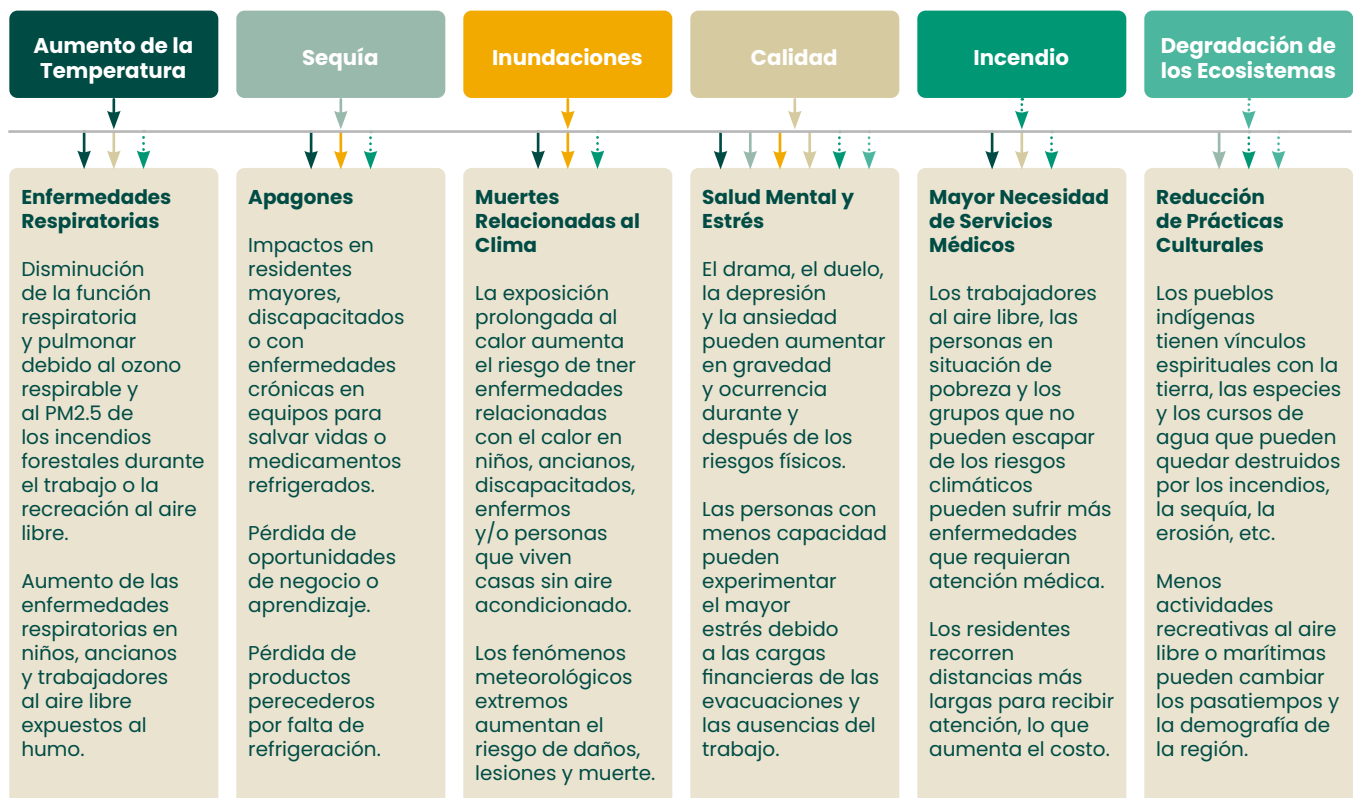 Aumento de la
Temperatura
Sequía
Inundaciones
Calidad
Incendio
Degradación de
los Ecosistemas
Enfermedades
Respiratorias
Disminución
de la función
respiratoria
y pulmonar
debido al ozono
respirable y
al PM2.5 de
los incendios
forestales durante
el trabajo o la
recreación al aire
libre.
Aumento de las
enfermedades
respiratorias en
niños, ancianos
y trabajadores
al aire libre
expuestos al
humo.
Apagones
Impactos en
residentes
mayores,
discapacitados
o con
enfermedades
crónicas en
equipos para
salvar vidas o
medicamentos
refrigerados.
Pérdida de
oportunidades
de negocio o
aprendizaje.
Pérdida de
productos
perecederos
por falta de
refrigeración.
Muertes
Relacionadas al
Clima
La exposición
prolongada al
calor aumenta
el riesgo de tner
enfermedades
relacionadas
con el calor en
niños, ancianos,
discapacitados,
enfermos
y/o personas
que viven
casas sin aire
acondicionado.
Los fenómenos
meteorológicos
extremos
aumentan el
riesgo de daños,
lesiones y muerte.
Salud Mental y
Estrés
El drama, el duelo,
la depresión
y la ansiedad
pueden aumentar
en gravedad
y ocurrencia
durante y
después de los
riesgos físicos.
Las personas con
menos capacidad
pueden
experimentar
el mayor
estrés debido
a las cargas
financieras de las
evacuaciones y
las ausencias del
trabajo.
Mayor Necesidad
de Servicios
Médicos
Los trabajadores
al aire libre, las
personas en
situación de
pobreza y los
grupos que no
pueden escapar
de los riesgos
climáticos
pueden sufrir más
enfermedades
que requieran
atención médica.
Los residentes
recorren
distancias más
largas para recibir
atención, lo que
aumenta el costo.
Reducción
de Prácticas
Culturales
Los pueblos
indígenas
tienen vínculos
espirituales con la
tierra, las especies
y los cursos de
agua que pueden
quedar destruidos
por los incendios,
la sequía, la
erosión, etc.
Menos
actividades
recreativas al aire
libre o marítimas
pueden cambiar
los pasatiempos y
la demografía de
la región.